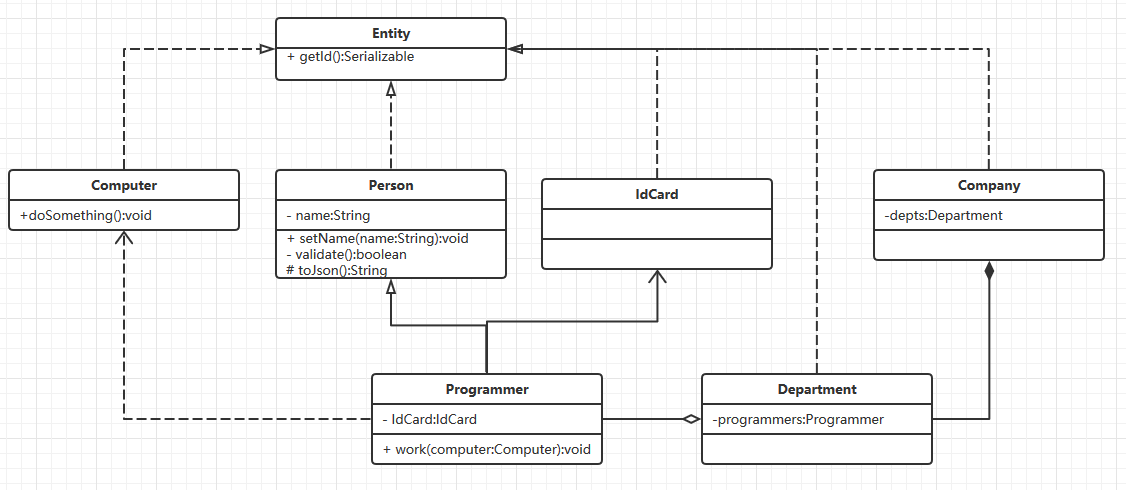 Entity
+ getId():Serializable
Computer
+doSomething():void
Person
- name:String
+ setName(name:String):void
- validate():boolean
# toJson():String
IdCard
Company
-depts:Department
Programmer
- IdCard:IdCard
+ work(computer:Computer):void
Department
-programmers:Programmer